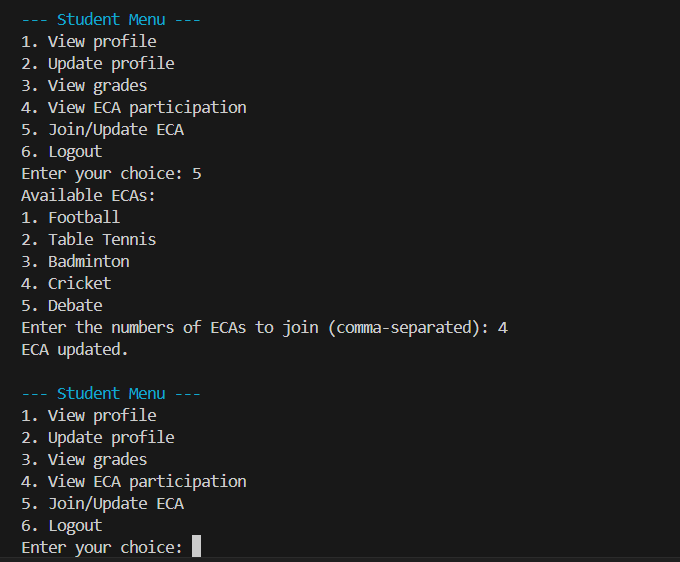 --- Student Menu ---
1. View profile
2. Update profile
3. View grades
4. View ECA participation
5. Join/Update ECA
6. Logout
Enter your choice: 5
Available ECAs:
1. Football
2. Table Tennis
3. Badminton
4. Cricket
5. Debate
Enter the numbers of ECAs to join (comma-separated): 4
ECA updated.
--- Student Menu ---
1. View profile
2. Update profile
3. View grades
4. View ECA participation
5. Join/Update ECA
6. Logout
Enter your choice: